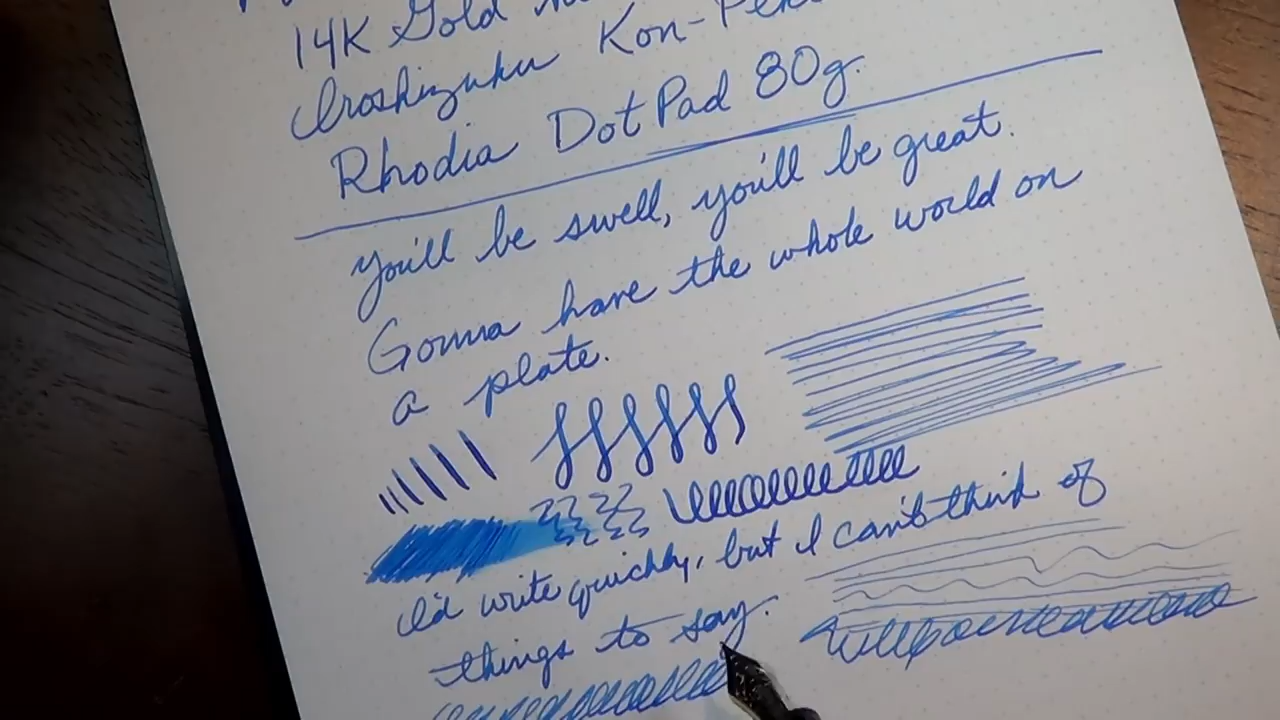 14K Gold
Iroshizuku Kon-Pek
Rhodia Dot Pad 80g.
You'll be swell, you'll be great.
Gonna have the whole world on
a plate.
I'd write quickly, but I can't think of
things to say.